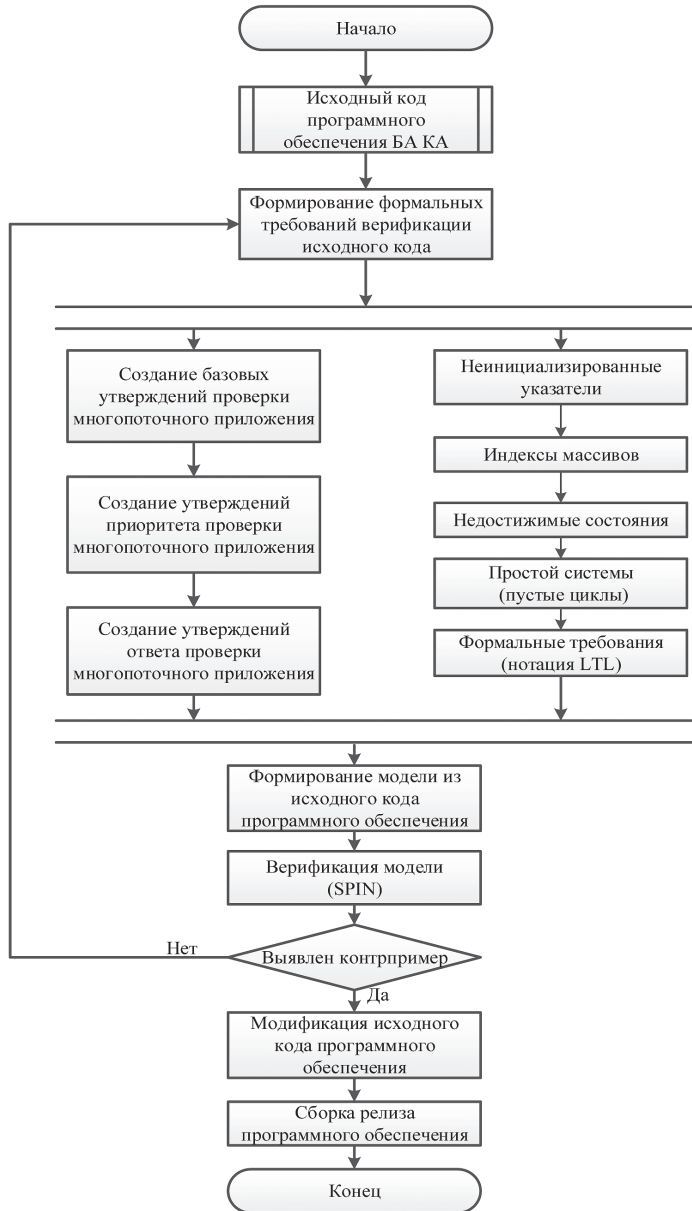 Начало
Исходный код
программного
обеспечения БА КА
Формирование формальных
требований верификации
исходного кода
Создание базовых
утверждений проверки
многопоточного приложения
Создание утверждений
приоритета проверки
многопоточного приложения
Создание утверждений
ответа проверки
многопоточного приложения
Неинициализированные
указатели
Индексы массивов
Недостижимые состояния
Простой системы
(пустые циклы)
Формальные требования
(нотация LTL)
Формирование модели из
исходного кода
программного обеспечения
Верификация модели
(SPIN)
Нет
Выявлен контрпример
Да
Модификация исходного
кода программного
обеспечения
Сборка релиза
программного обеспечения
Конец